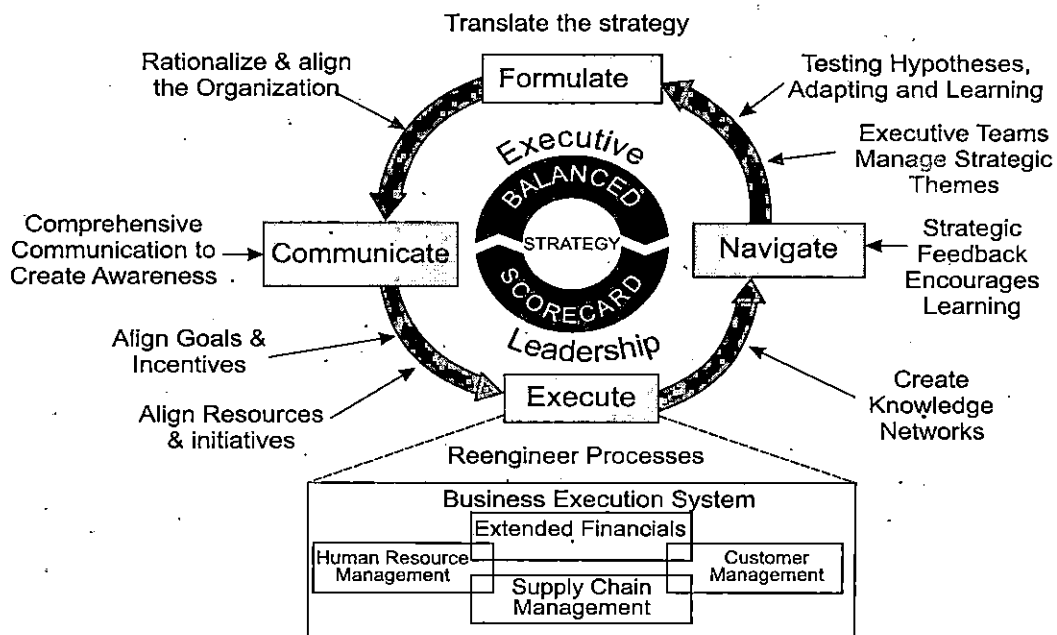 Translate the strategy
Formulate
Rationalize & align
the Organization
Testing Hypotheses,
Adapting and Learning
Executive Teams
Manage Strategic
Themes
Executive
BALANCED
STRATEGY
SCORECARD
Leadership
Comprehensive
Communication to
Create Awareness
Communicate
Navigate
Strategic
Feedback
Encourages
Learning
Align Goals &
Incentives
Align Resources
& initiatives
Execute
Create
Knowledge
Networks
Reengineer Processes
Business Execution System
Extended Financials
Human Resource
Management
Customer
Management
Supply Chain
Management